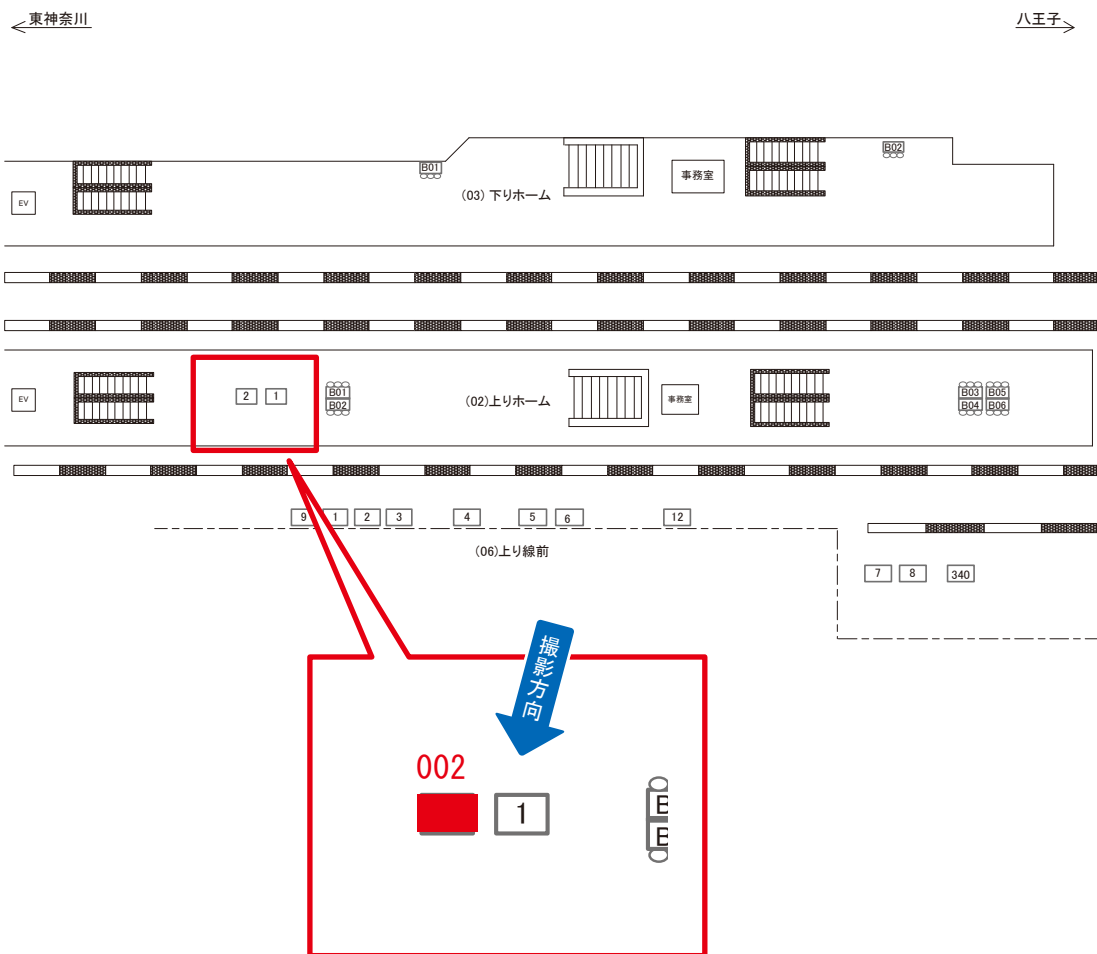 東神奈川
八王子
B01
B02
EV
事務室
(03) 下りホーム
EV
2
1
B01
B02
(02)上りホーム
事務室
B03
B05
B04
B06
9
1
2
3
4
5
6
12
(06)上り線前
7
8
340
撮影方向
002
1
B
B